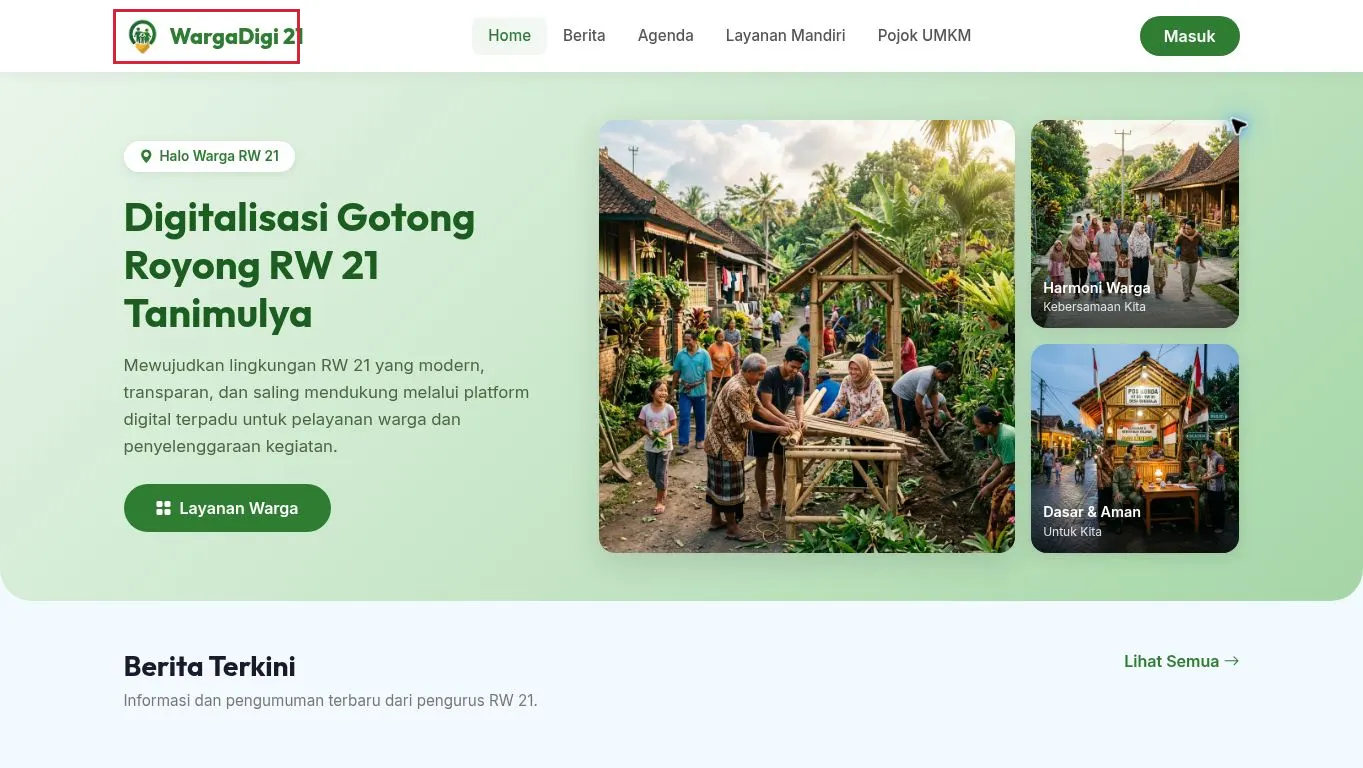 WargaDigi 21
Home
Berita
Agenda
Layanan Mandiri
Pojok UMKM
Masuk
Halo Warga RW 21
Digitalisasi Gotong
Royong RW 21
Tanimulya
Mewujudkan lingkungan RW 21 yang modern,
transparan, dan saling mendukung melalui platform
digital terpadu untuk pelayanan warga dan
penyelenggaraan kegiatan.
Layanan Warga
Harmoni Warga
Kebersamaan Kita
Dasar & Aman
Untuk Kita
Berita Terkini
Informasi dan pengumuman terbaru dari pengurus RW 21.
Lihat Semua →